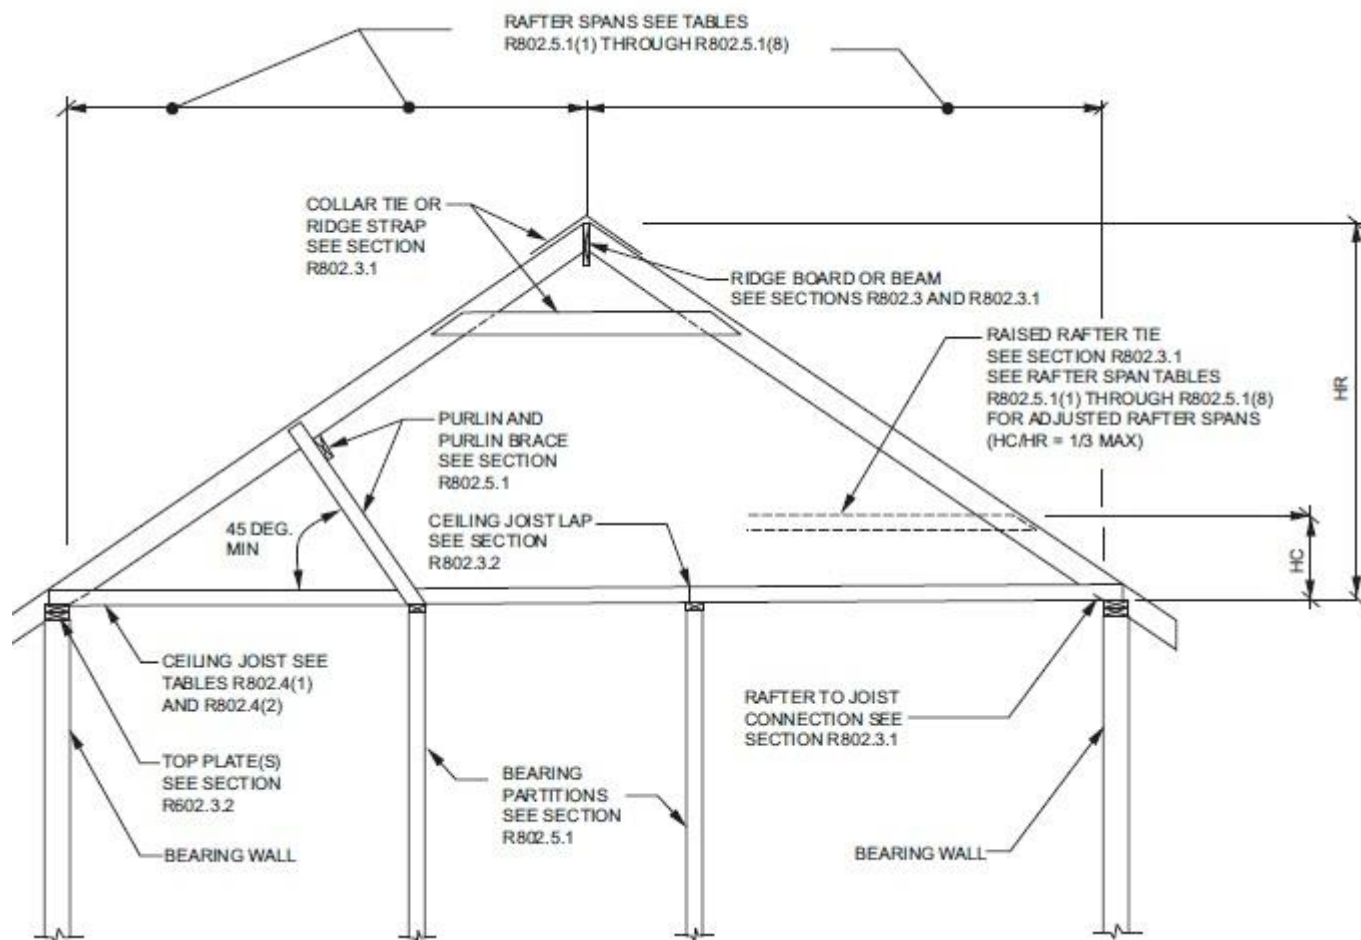 RAFTER SPANS SEE TABLES
R802.5.1(1) THROUGH R802.5.1(8)
COLLAR TIE OR
RIDGE STRAP
SEE SECTION
R802.3.1
RIDGE BOARD OR BEAM
SEE SECTIONS R802.3 AND R802.3.1
RAISED RAFTER TIE
SEE SECTION R802.3.1
SEE RAFTER SPAN TABLES
R802.5.1(1) THROUGH R802.5.1(8)
FOR ADJUSTED RAFTER SPANS
(HC/HR = 1/3 MAX)
HR
PURLIN AND
PURLIN BRACE
SEE SECTION
R802.5.1
45 DEG.
MIN
CEILING JOIST LAP
SEE SECTION
R802.3.2
HC
CEILING JOIST SEE
TABLES R802.4(1)
AND R802.4(2)
RAFTER TO JOIST
CONNECTION SEE
SECTION R802.3.1
TOP PLATE(S)
SEE SECTION
R602.3.2
BEARING
PARTITIONS
SEE SECTION
R802.5.1
BEARING WALL
BEARING WALL